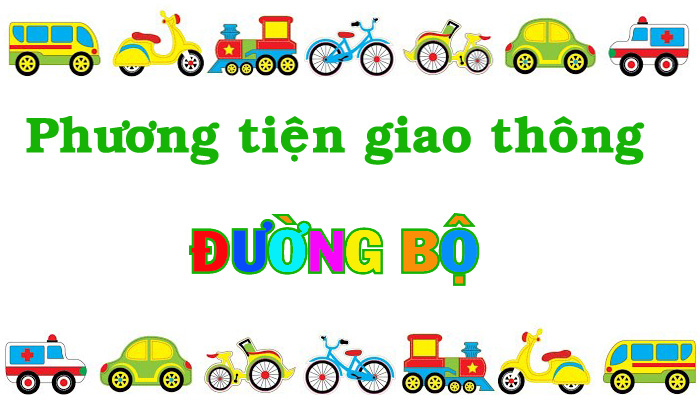 Phương tiện giao thông
ĐƯỜNG BỘ